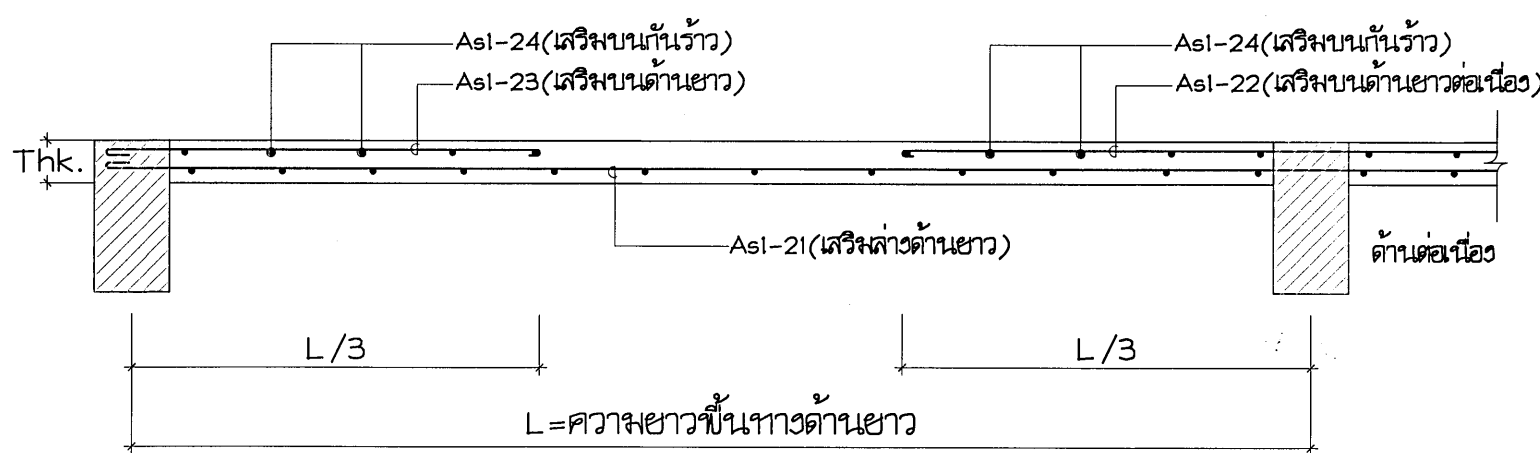 As1-24(เสริมบนกันร้าว)
As1-24(เสริมบนกันร้าว)
As1-23(เสริมบนด้านยาว)
As1-22(เสริมบนด้านยาวต่อเนื่อง)
Thk.
As1-21(เสริมล่างด้านยาว)
ด้านต่อเนื่อง
L/3
L/3
L=ความยาวพื้นทางด้านยาว